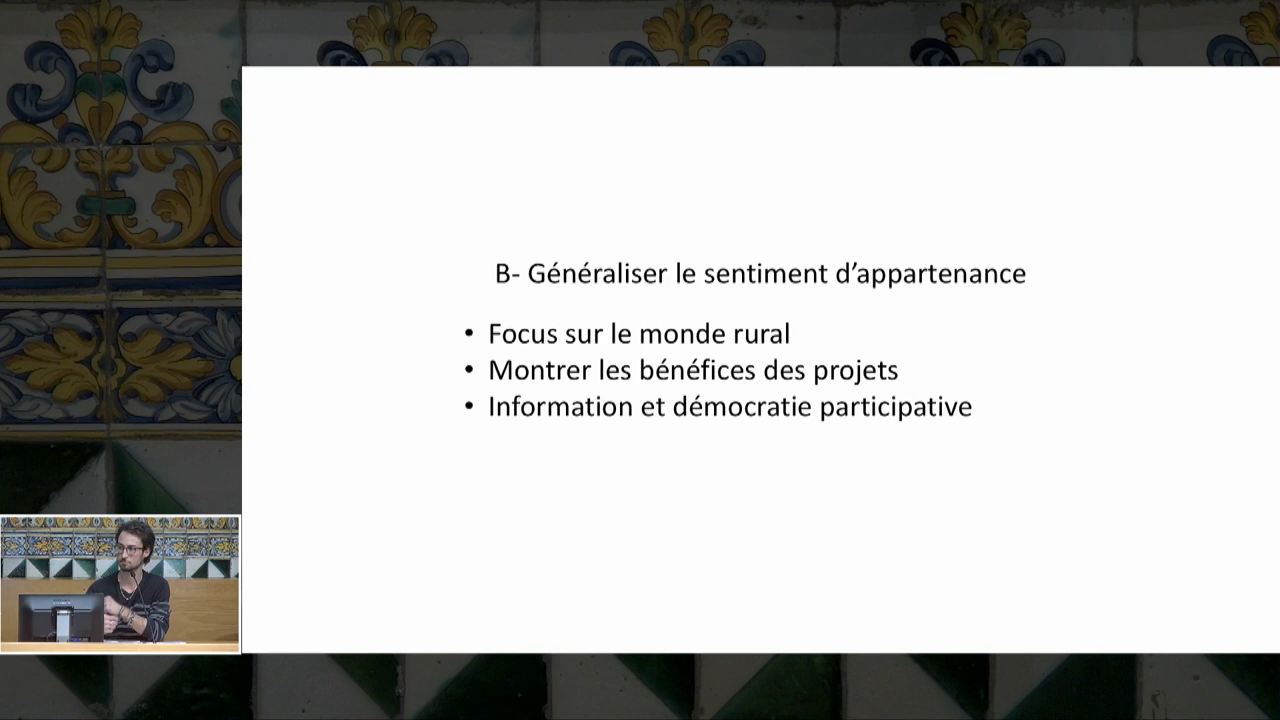 B- Généraliser le sentiment d’appartenance
• Focus sur le monde rural
• Montrer les bénéfices des projets
• Information et démocratie participative